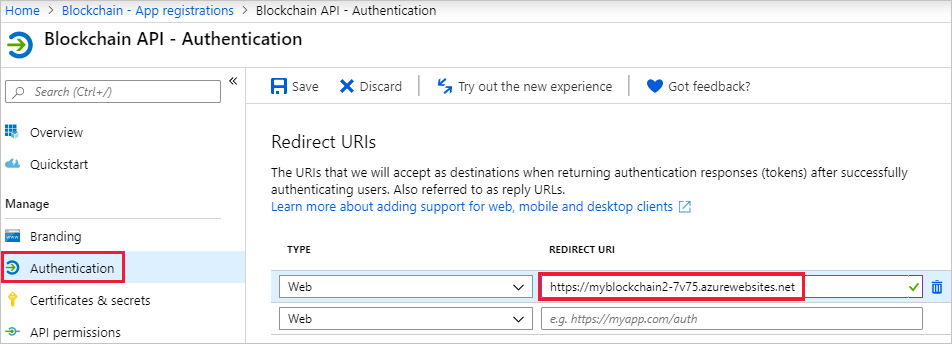 Home > Blockchain - App registrations > Blockchain API - Authentication
Blockchain API - Authentication
Search (Ctrl+/)
«
Overview
Quickstart
Manage
Branding
Authentication
Certificates & secrets
API permissions
Save Discard Try out the new experience Got feedback?
Redirect URIs
The URIs that we will accept as destinations when returning authentication responses (tokens) after successfully
authenticating users. Also referred to as reply URLs.
Learn more about adding support for web, mobile and desktop clients
TYPE REDIRECT URI
Web https://myblockchain2-7v75.azurewebsites.net
Web e.g. https://myapp.com/auth